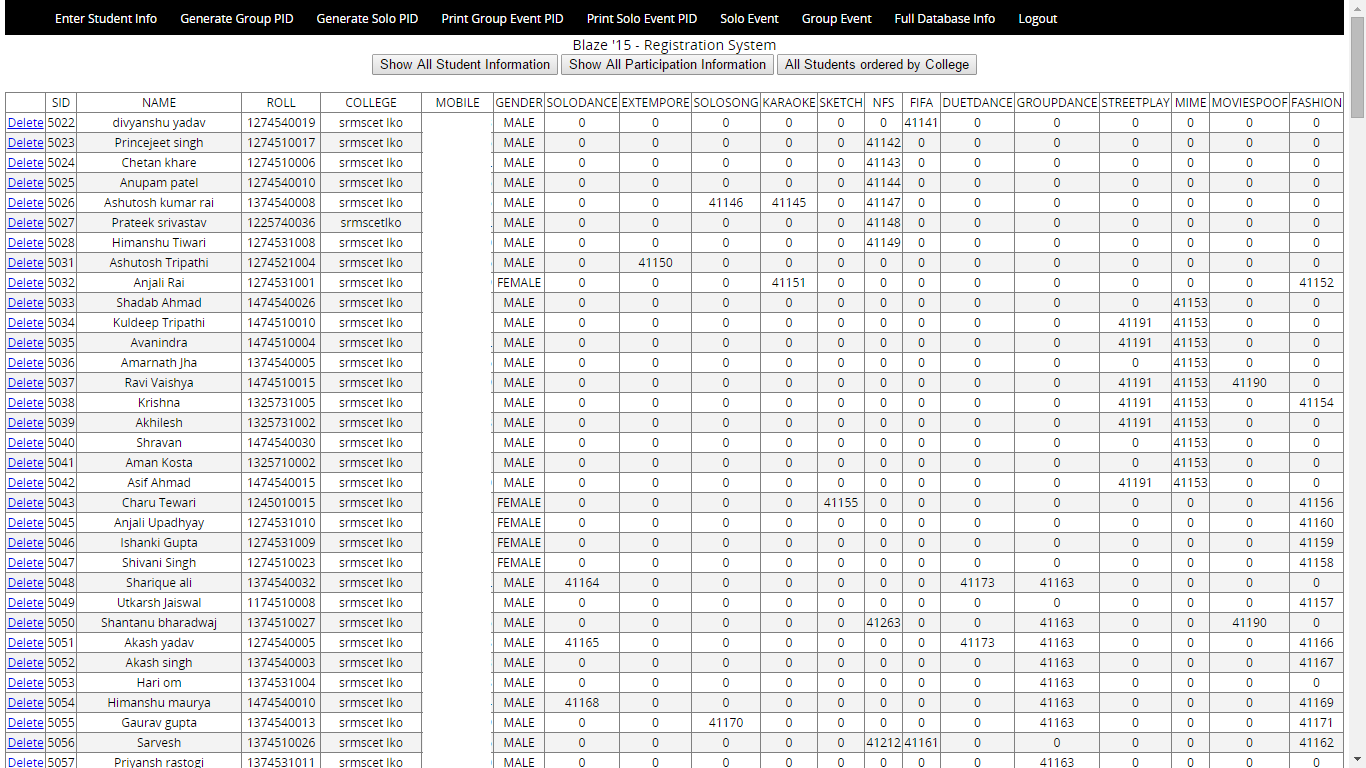 Enter Student Info Generate Group PID Generate Solo PID Print Group Event PID Print Solo Event PID Solo Event Group Event Full Database Info Logout
Blaze '15 - Registration System
Show All Student Information Show All Participation Information All Students ordered by College
SID NAME ROLL COLLEGE MOBILE GENDER SOLODANCE EXTEMPORE SOLOSONG KARAOKE SKETCH NFS FIFA DUETDANCE GROUPDANCE STREETPLAY MIME MOVIESPOOF FASHION
Delete 5022 divyanshu yadav 1274540019 srmscet lko MALE 0 0 0 0 0 0 41141 0 0 0 0 0 0
Delete 5023 Princejeet singh 1274510017 srmscet lko MALE 0 0 0 0 0 41142 0 0 0 0 0 0 0
Delete 5024 Chetan khare 1274510006 srmscet lko MALE 0 0 0 0 0 41143 0 0 0 0 0 0 0
Delete 5025 Anupam patel 1274540010 srmscet lko MALE 0 0 0 0 0 41144 0 0 0 0 0 0 0
Delete 5026 Ashutosh kumar rai 1374540008 srmscet lko MALE 0 0 41146 41145 0 41147 0 0 0 0 0 0 0
Delete 5027 Prateek srivastav 1225740036 srmscetlko MALE 0 0 0 0 0 41148 0 0 0 0 0 0 0
Delete 5028 Himanshu Tiwari 1274531008 srmscet lko MALE 0 0 0 0 0 41149 0 0 0 0 0 0 0
Delete 5031 Ashutosh Tripathi 1274521004 srmscet lko MALE 0 41150 0 0 0 0 0 0 0 0 0 0 0
Delete 5032 Anjali Rai 1274531001 srmscet lko FEMALE 0 0 0 41151 0 0 0 0 0 0 0 0 41152
Delete 5033 Shadab Ahmad 1474540026 srmscet lko MALE 0 0 0 0 0 0 0 0 0 0 41153 0 0
Delete 5034 Kuldeep Tripathi 1474510010 srmscet lko MALE 0 0 0 0 0 0 0 0 0 41191 41153 0 0
Delete 5035 Avanindra 1474510004 srmscet lko MALE 0 0 0 0 0 0 0 0 0 41191 41153 0 0
Delete 5036 Amarnath Jha 1374540005 srmscet lko MALE 0 0 0 0 0 0 0 0 0 0 41153 0 0
Delete 5037 Ravi Vaishya 1474510015 srmscet lko MALE 0 0 0 0 0 0 0 0 0 41191 41153 41190 0
Delete 5038 Krishna 1325731005 srmscet lko MALE 0 0 0 0 0 0 0 0 0 41191 41153 0 41154
Delete 5039 Akhilesh 1325731002 srmscet lko MALE 0 0 0 0 0 0 0 0 0 41191 41153 0 0
Delete 5040 Shravan 1474540030 srmscet lko MALE 0 0 0 0 0 0 0 0 0 0 41153 0 0
Delete 5041 Aman Kosta 1325710002 srmscet lko MALE 0 0 0 0 0 0 0 0 0 0 41153 0 0
Delete 5042 Asif Ahmad 1474540015 srmscet lko MALE 0 0 0 0 0 0 0 0 0 41191 41153 0 0
Delete 5043 Charu Tewari 1245010015 srmscet lko FEMALE 0 0 0 0 41155 0 0 0 0 0 0 0 41156
Delete 5045 Anjali Upadhyay 1274531010 srmscet lko FEMALE 0 0 0 0 0 0 0 0 0 0 0 0 41160
Delete 5046 Ishanki Gupta 1274531009 srmscet lko FEMALE 0 0 0 0 0 0 0 0 0 0 0 0 41159
Delete 5047 Shivani Singh 1274510023 srmscet lko FEMALE 0 0 0 0 0 0 0 0 0 0 0 0 41158
Delete 5048 Sharique ali 1374540032 srmscet lko MALE 41164 0 0 0 0 0 0 41173 41163 0 0 0 0
Delete 5049 Utkarsh Jaiswal 1174510008 srmscet lko MALE 0 0 0 0 0 0 0 0 0 0 0 0 41157
Delete 5050 Shantanu bharadwaj 1374510027 srmscet lko MALE 0 0 0 0 0 41263 0 0 41163 0 0 41190 0
Delete 5051 Akash yadav 1274540005 srmscet lko MALE 41165 0 0 0 0 0 0 41173 41163 0 0 0 41166
Delete 5052 Akash singh 1374540003 srmscet lko MALE 0 0 0 0 0 0 0 0 41163 0 0 0 41167
Delete 5053 Hari om 1374531004 srmscet lko MALE 0 0 0 0 0 0 0 0 41163 0 0 0 0
Delete 5054 Himanshu maurya 1474540010 srmscet lko MALE 41168 0 0 0 0 0 0 0 41163 0 0 0 41169
Delete 5055 Gaurav gupta 1374540013 srmscet lko MALE 0 0 41170 0 0 0 0 0 41163 0 0 0 41171
Delete 5056 Sarvesh 1374510026 srmscet lko MALE 0 0 0 0 0 41212 41161 0 0 0 0 0 41162
Delete 5057 Priyansh rastogi 1374531011 srmscet lko MALE 0 0 0 0 0 0 0 0 41163 0 0 0 0